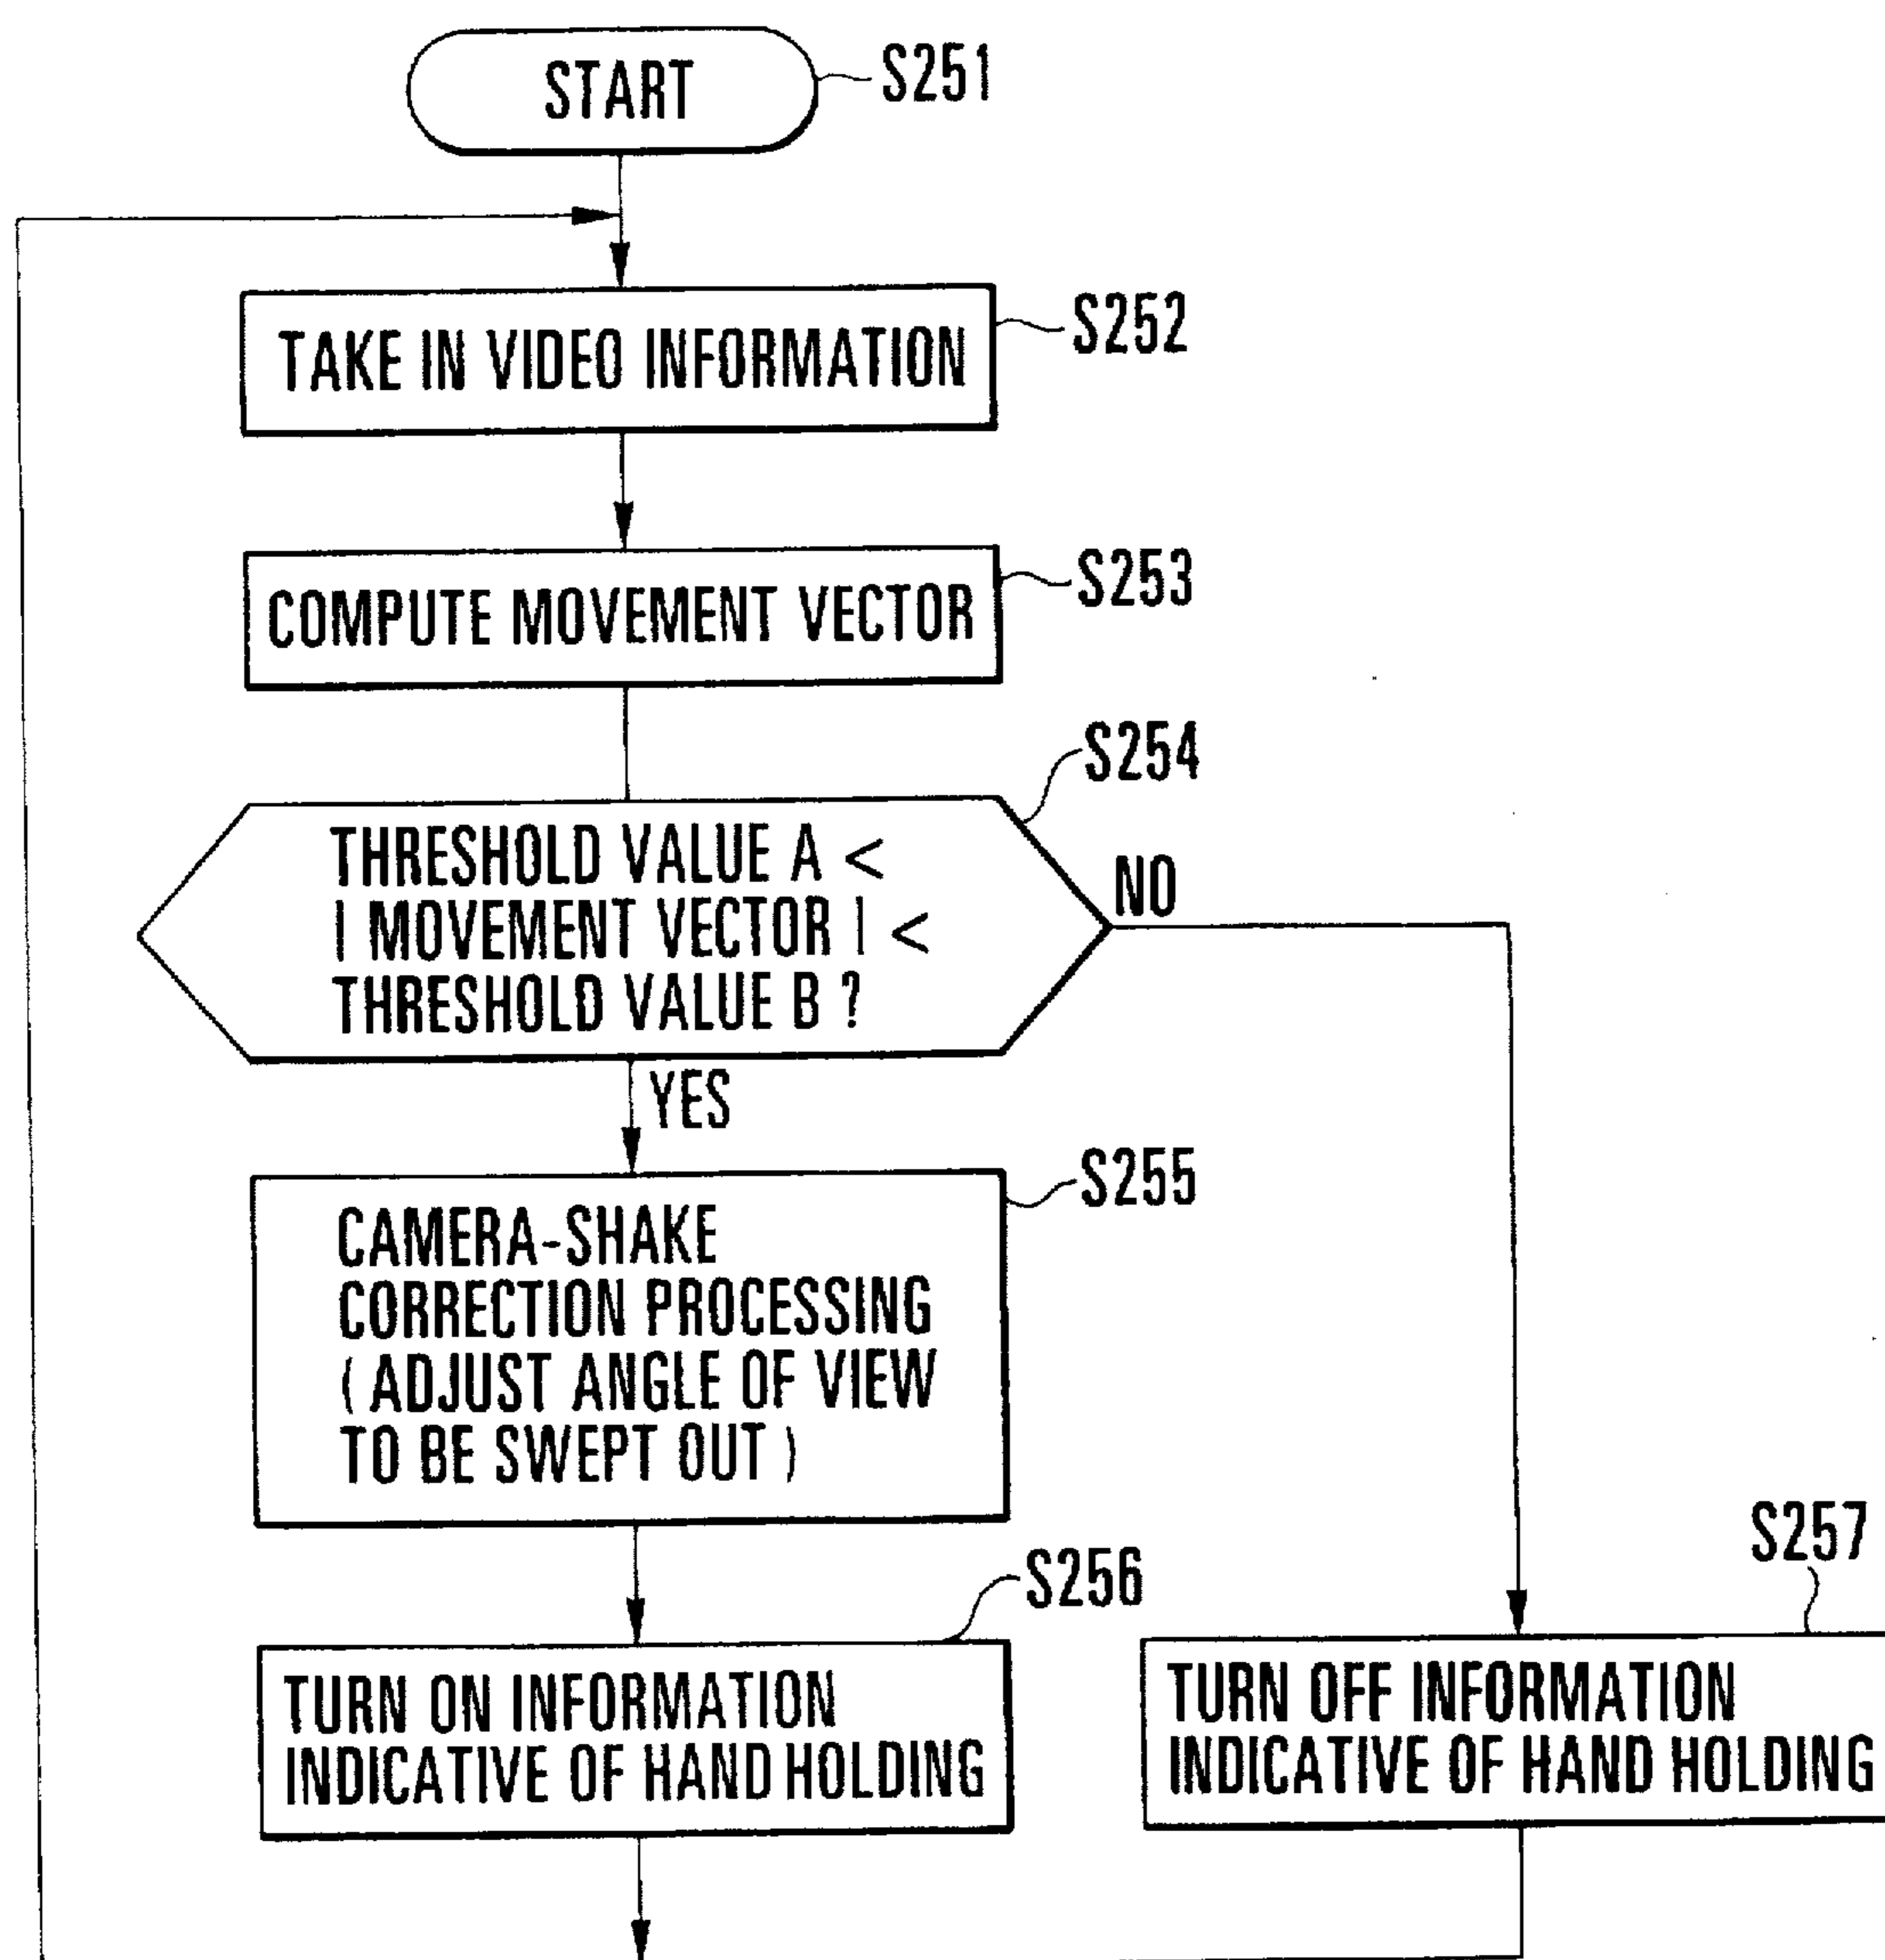 START
S251
TAKE IN VIDEO INFORMATION
S252
COMPUTE MOVEMENT VECTOR
S253
S254
THRESHOLD VALUE A <
| MOVEMENT VECTOR | <
THRESHOLD VALUE B ?
NO
YES
S255
CAMERA-SHAKE
CORRECTION PROCESSING
( ADJUST ANGLE OF VIEW
TO BE SWEPT OUT )
S256
TURN ON INFORMATION
INDICATIVE OF HAND HOLDING
S257
TURN OFF INFORMATION
INDICATIVE OF HAND HOLDING